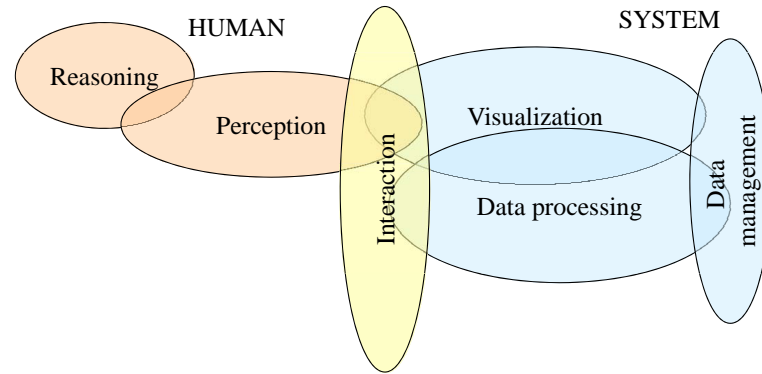 HUMAN
SYSTEM
Reasoning
Perception
Interaction
Visualization
Data processing
Data
management